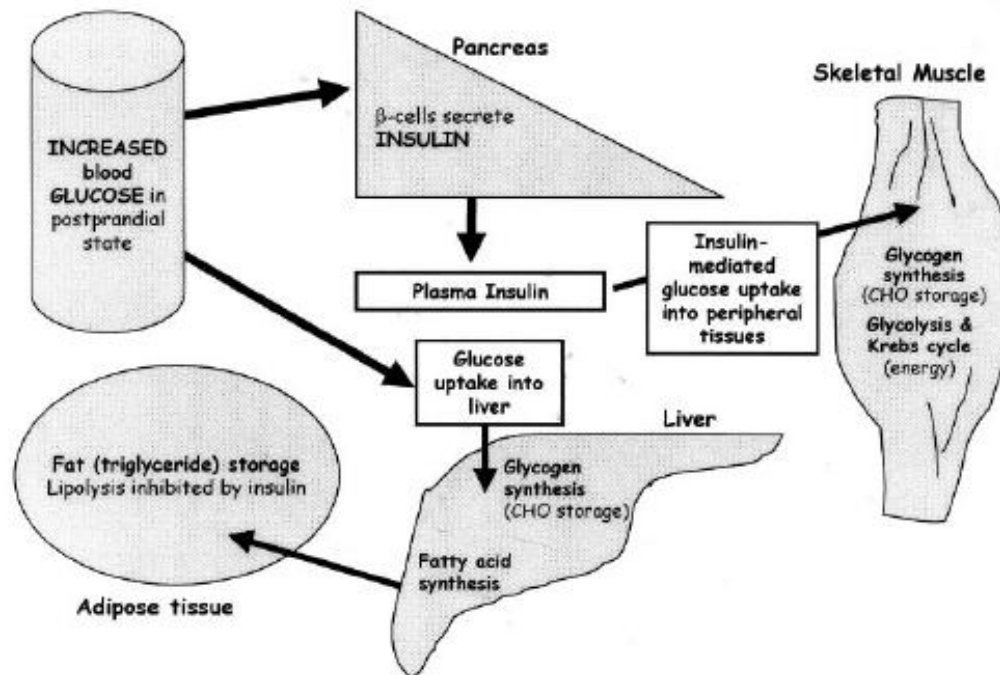 Pancreas
β-cells secrete
INSULIN
Skeletal Muscle
INCREASED
blood
GLUCOSE in
postprandial
state
Plasma Insulin
Insulin-
mediated
glucose uptake
into peripheral
tissues
Glycogen
synthesis
(CHO storage)
Glycolysis &
Krebs cycle
(energy)
Glucose
uptake into
liver
Liver
Glycogen
synthesis
(CHO storage)
Fatty acid
synthesis
Fat (triglyceride) storage
Lipolysis inhibited by insulin
Adipose tissue